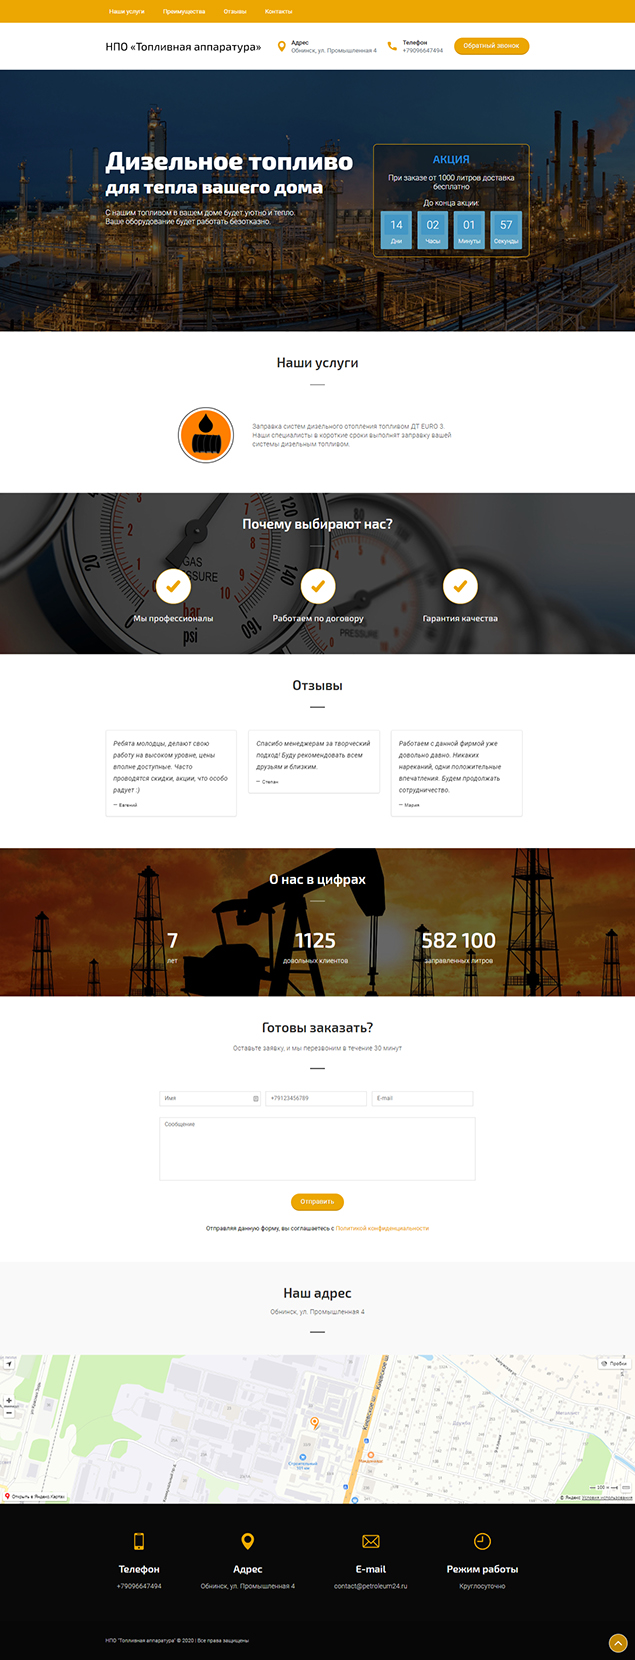 Наши услуги Преимущества Отзывы Контакты
НПО «Топливная аппаратура»
Адрес
Обнинск, ул. Промышленная 4
Телефон
+79096647494
Обратный звонок
Дизельное топливо
для тепла вашего дома
С нашим топливом в вашем доме будет уютно и тепло.
Ваше оборудование будет работать безотказно.
АКЦИЯ
При заказе от 1000 литров доставка
бесплатно
До конца акции:
14 02 01 57
Дни Часы Минуты Секунды
Наши услуги
Заправка систем дизельного отопления топливом ДТ EURO 3.
Наши специалисты в короткие сроки выполнят заправку вашей
системы дизельным топливом.
Почему выбирают нас?
Мы профессионалы
Работаем по договору
Гарантия качества
Отзывы
Ребята молодцы, делают свою
работу на высоком уровне, цены
вполне доступные. Часто
проводятся скидки, акции, что особо
радует :)
— Евгений
Спасибо менеджерам за творческий
подход! Буду рекомендовать всем
друзьям и близким.
— Степан
Работаем с данной фирмой уже
довольно давно. Никаких
нареканий, одни положительные
впечатления. Будем продолжать
сотрудничество.
— Мария
О нас в цифрах
7 1125 582 100
лет довольных клиентов заправленных литров
Готовы заказать?
Оставьте заявку, и мы перезвоним в течение 30 минут
Имя +79123456789 E-mail
Сообщение
Отправить
Отправляя данную форму, вы соглашаетесь с Политикой конфиденциальности
Наш адрес
Обнинск, ул. Промышленная 4
Пробки
Киевское ш.
Киевское ш.
Открыть в Яндекс.Картах
100 м
© Яндекс Условия использования
Телефон Адрес E-mail Режим работы
+79096647494 Обнинск, ул. Промышленная 4 contact@petroleum24.ru Круглосуточно
НПО "Топливная аппаратура" © 2020 | Все права защищены